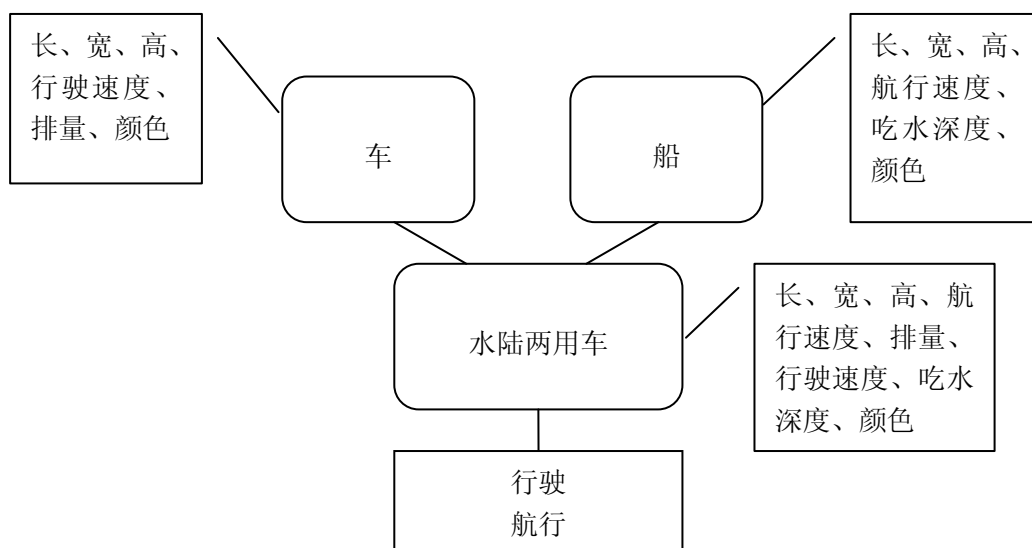 长、宽、高、
行驶速度、
排量、颜色
车
船
长、宽、高、
航行速度、
吃水深度、
颜色
水陆两用车
长、宽、高、航
行速度、排量、
行驶速度、吃水
深度、颜色
行驶
航行